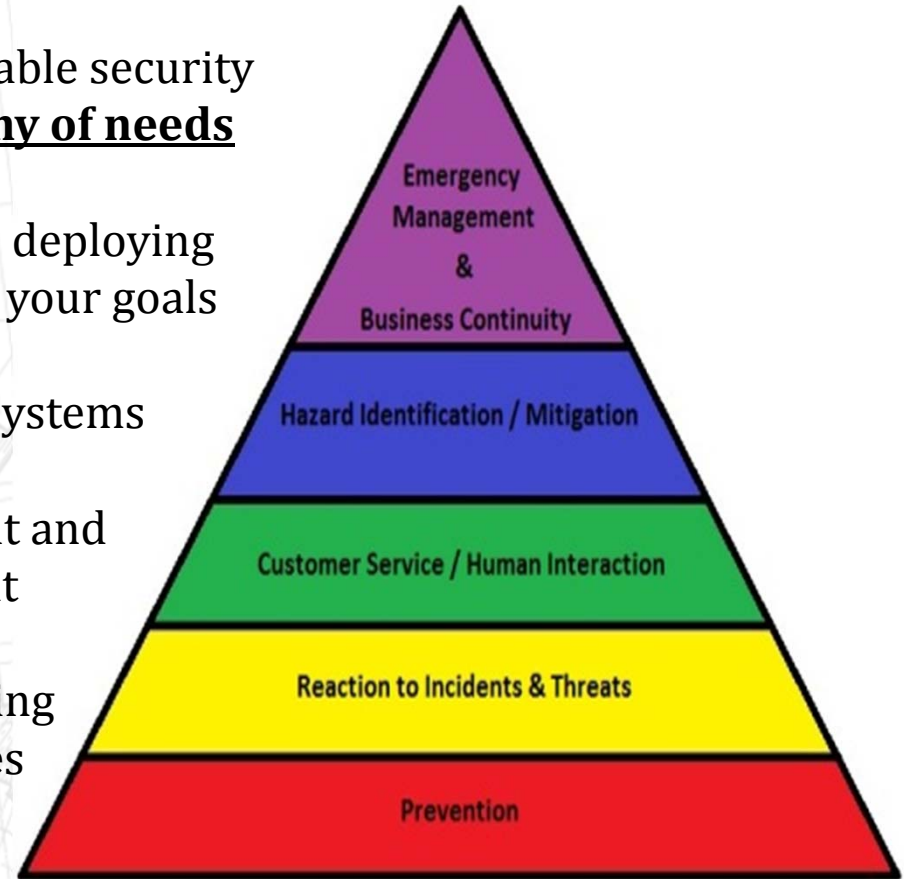 able security
ny of needs
deploying
your goals
ystems
t and
t
ing
es
Emergency
Management
&
Business Continuity
Hazard Identification / Mitigation
Customer Service / Human Interaction
Reaction to Incidents & Threats
Prevention